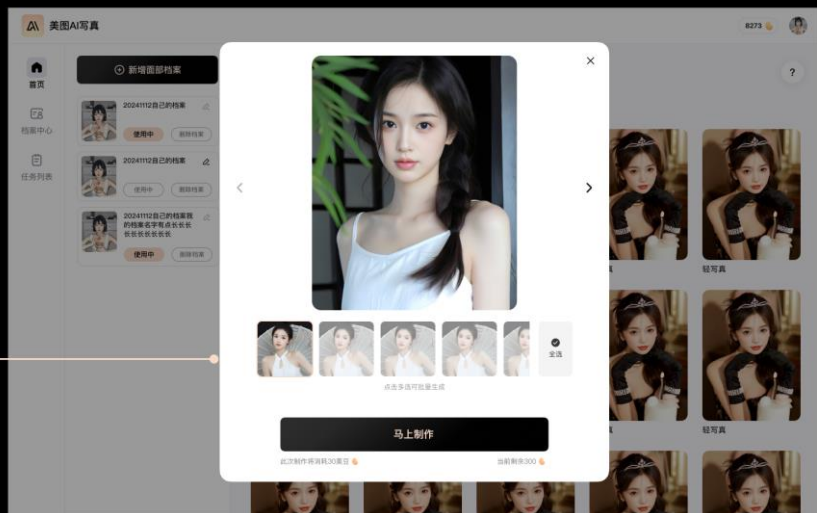 美图AI写真
8273
首页
档案中心
任务列表
新增面部档案
20241112自己的档案
使用中
删除档案
20241112自己的档案
使用中
删除档案
20241112自己的档案我
的档案名字有点长长长
长长长长长长长
使用中
删除档案
?
全选
点击多选可批量生成
马上制作
此次制作将消耗30美豆
当前剩余300
轻写真
轻写真